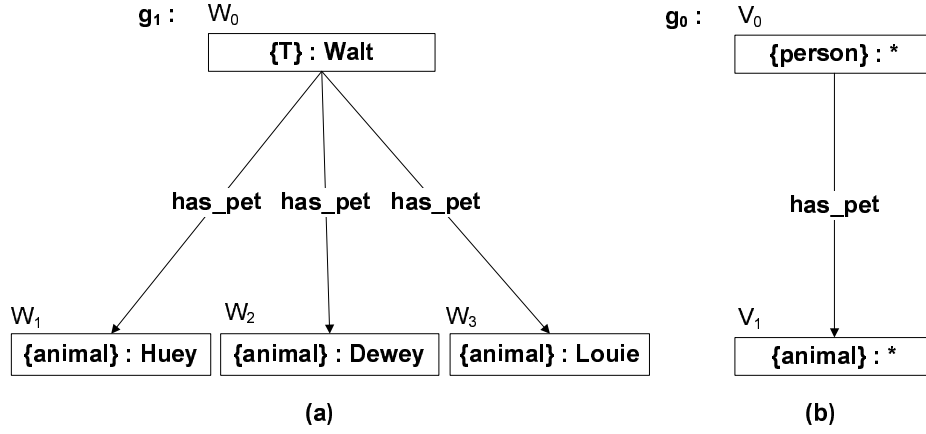 g1 : W0 g0 : V0
{T} : Walt {person} : *
has_pet has_pet has_pet has_pet
W1 W2 W3 V1
{animal} : Huey {animal} : Dewey {animal} : Louie {animal} : *
(a) (b)